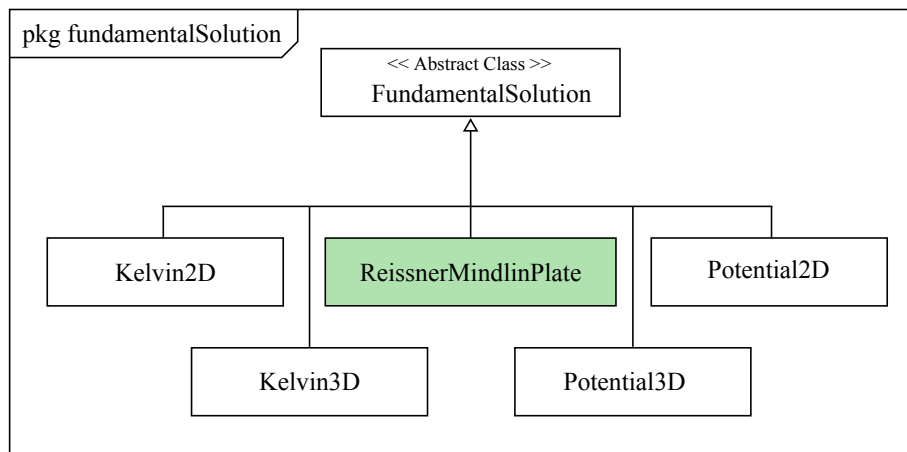 pkg fundamentalSolution
<< Abstract Class >>
FundamentalSolution
Kelvin2D
ReissnerMindlinPlate
Potential2D
Kelvin3D
Potential3D